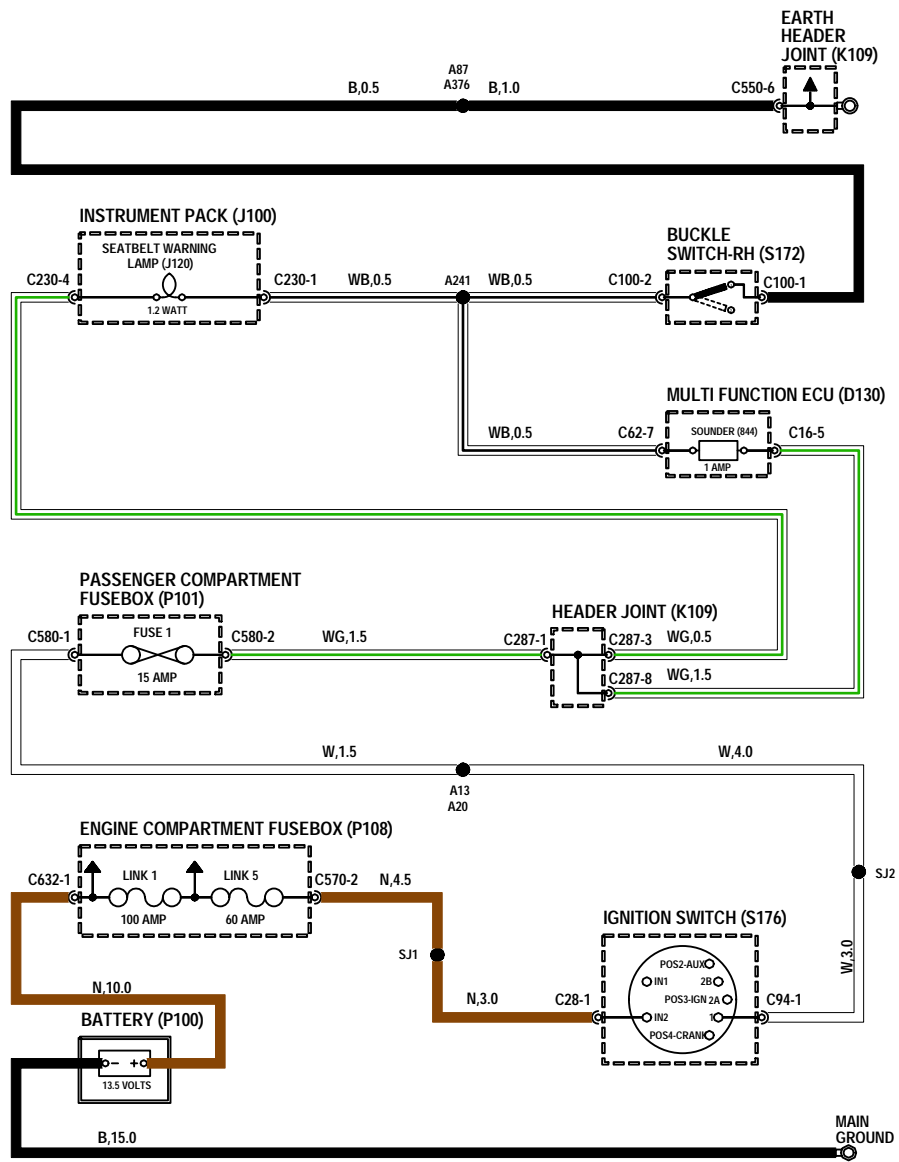 EARTH
HEADER
JOINT (K109)
A87
A376
B,0.5
B,1.0
C550-6
INSTRUMENT PACK (J100)
SEATBELT WARNING
LAMP (J120)
1.2 WATT
C230-4
C230-1
WB,0.5
A241
WB,0.5
BUCKLE
SWITCH-RH (S172)
C100-2
C100-1
MULTI FUNCTION ECU (D130)
SOUNDER (844)
1 AMP
WB,0.5
C62-7
C16-5
PASSENGER COMPARTMENT
FUSEBOX (P101)
FUSE 1
15 AMP
C580-1
C580-2
WG,1.5
HEADER JOINT (K109)
C287-1
C287-3
WG,0.5
C287-8
WG,1.5
W,1.5
W,4.0
A13
A20
ENGINE COMPARTMENT FUSEBOX (P108)
C632-1
LINK 1
LINK 5
100 AMP
60 AMP
C570-2
N,4.5
SJ2
SJ1
IGNITION SWITCH (S176)
POS2-AUX
IN1
2B
POS3-IGN
2A
IN2
1
POS4-CRANK
W,3.0
N,3.0
C28-1
C94-1
N,10.0
BATTERY (P100)
- +
13.5 VOLTS
B,15.0
MAIN
GROUND